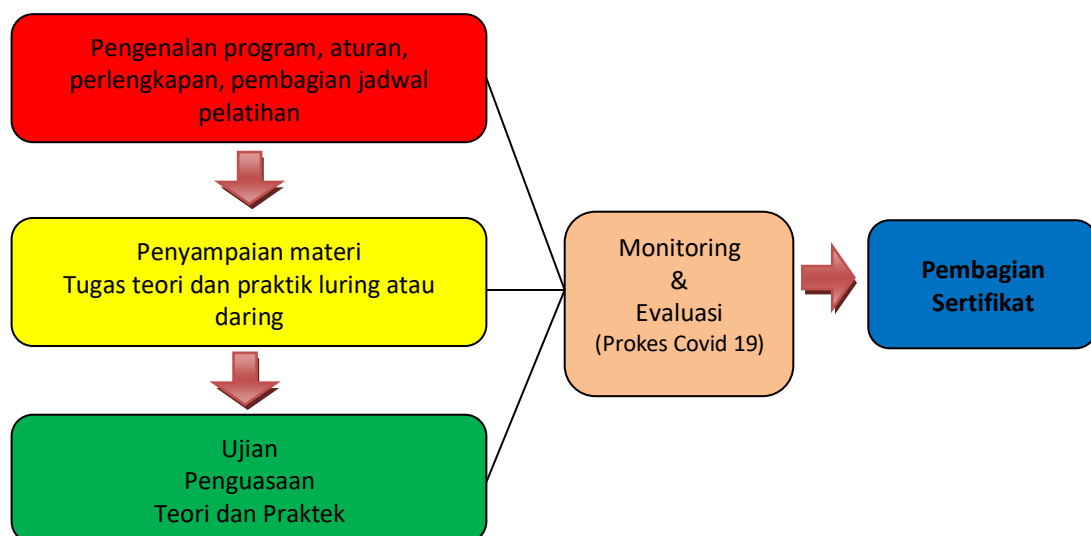 Pengenalan program, aturan,
perlengkapan, pembagian jadwal
pelatihan
Penyampaian materi
Tugas teori dan praktik luring atau
daring
Ujian
Penguasaan
Teori dan Praktek
Monitoring
&
Evaluasi
(Prokes Covid 19)
Pembagian
Sertifikat